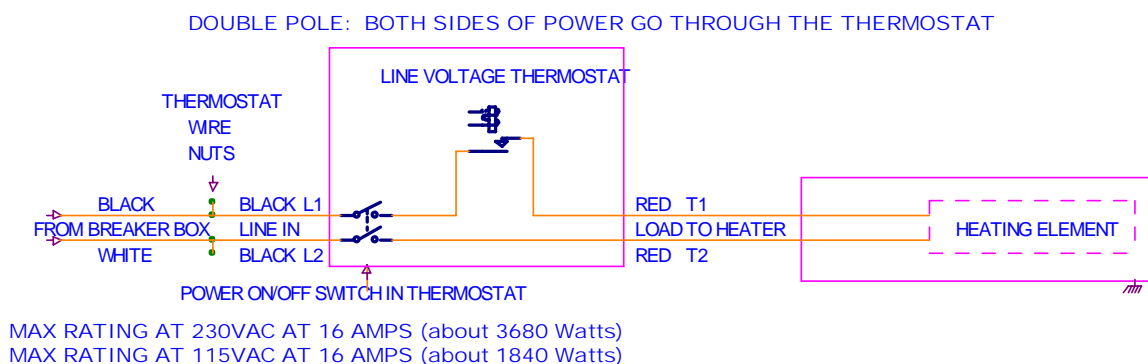 DOUBLE POLE: BOTH SIDES OF POWER GO THROUGH THE THERMOSTAT
LINE VOLTAGE THERMOSTAT
THERMOSTAT
WIRE
NUTS
BLACK BLACK L1 RED T1
FROM BREAKER BOX LINE IN LOAD TO HEATER HEATING ELEMENT
WHITE BLACK L2 RED T2
POWER ON/OFF SWITCH IN THERMOSTAT
MAX RATING AT 230VAC AT 16 AMPS (about 3680 Watts)
MAX RATING AT 115VAC AT 16 AMPS (about 1840 Watts)